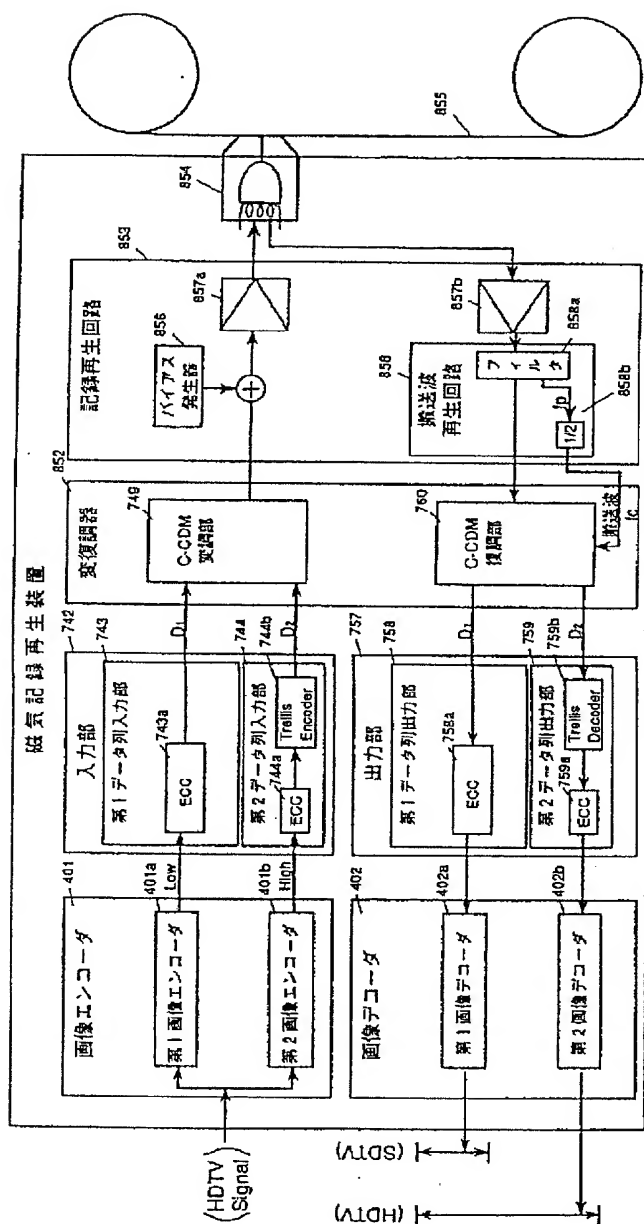 磁気記録再生装置
(HDTV Signal)
401
画像エンコーダ
401a
第1画像エンコーダ
401b
第2画像エンコーダ
Low
High
742
入力部
743
第1データ列入力部
743a
ECC
744
第2データ列入力部
744a
ECC
744b
Trellis
Encoder
D1
D2
852
変復調器
749
C-CDM
変調部
853
記録再生回路
856
バイアス
発生器
857a
854
855
857b
858
搬送波
再生回路
フィルタ
858a
fp
1/2
858b
搬送波
fc
760
C-CDM
復調部
D1
D2
757
出力部
758
第1データ列出力部
758a
ECC
759
第2データ列出力部
759b
Trellis
Decoder
759a
ECC
402
画像デコーダ
402a
第1画像デコーダ
402b
第2画像デコーダ
(SDTV)
(HDTV)